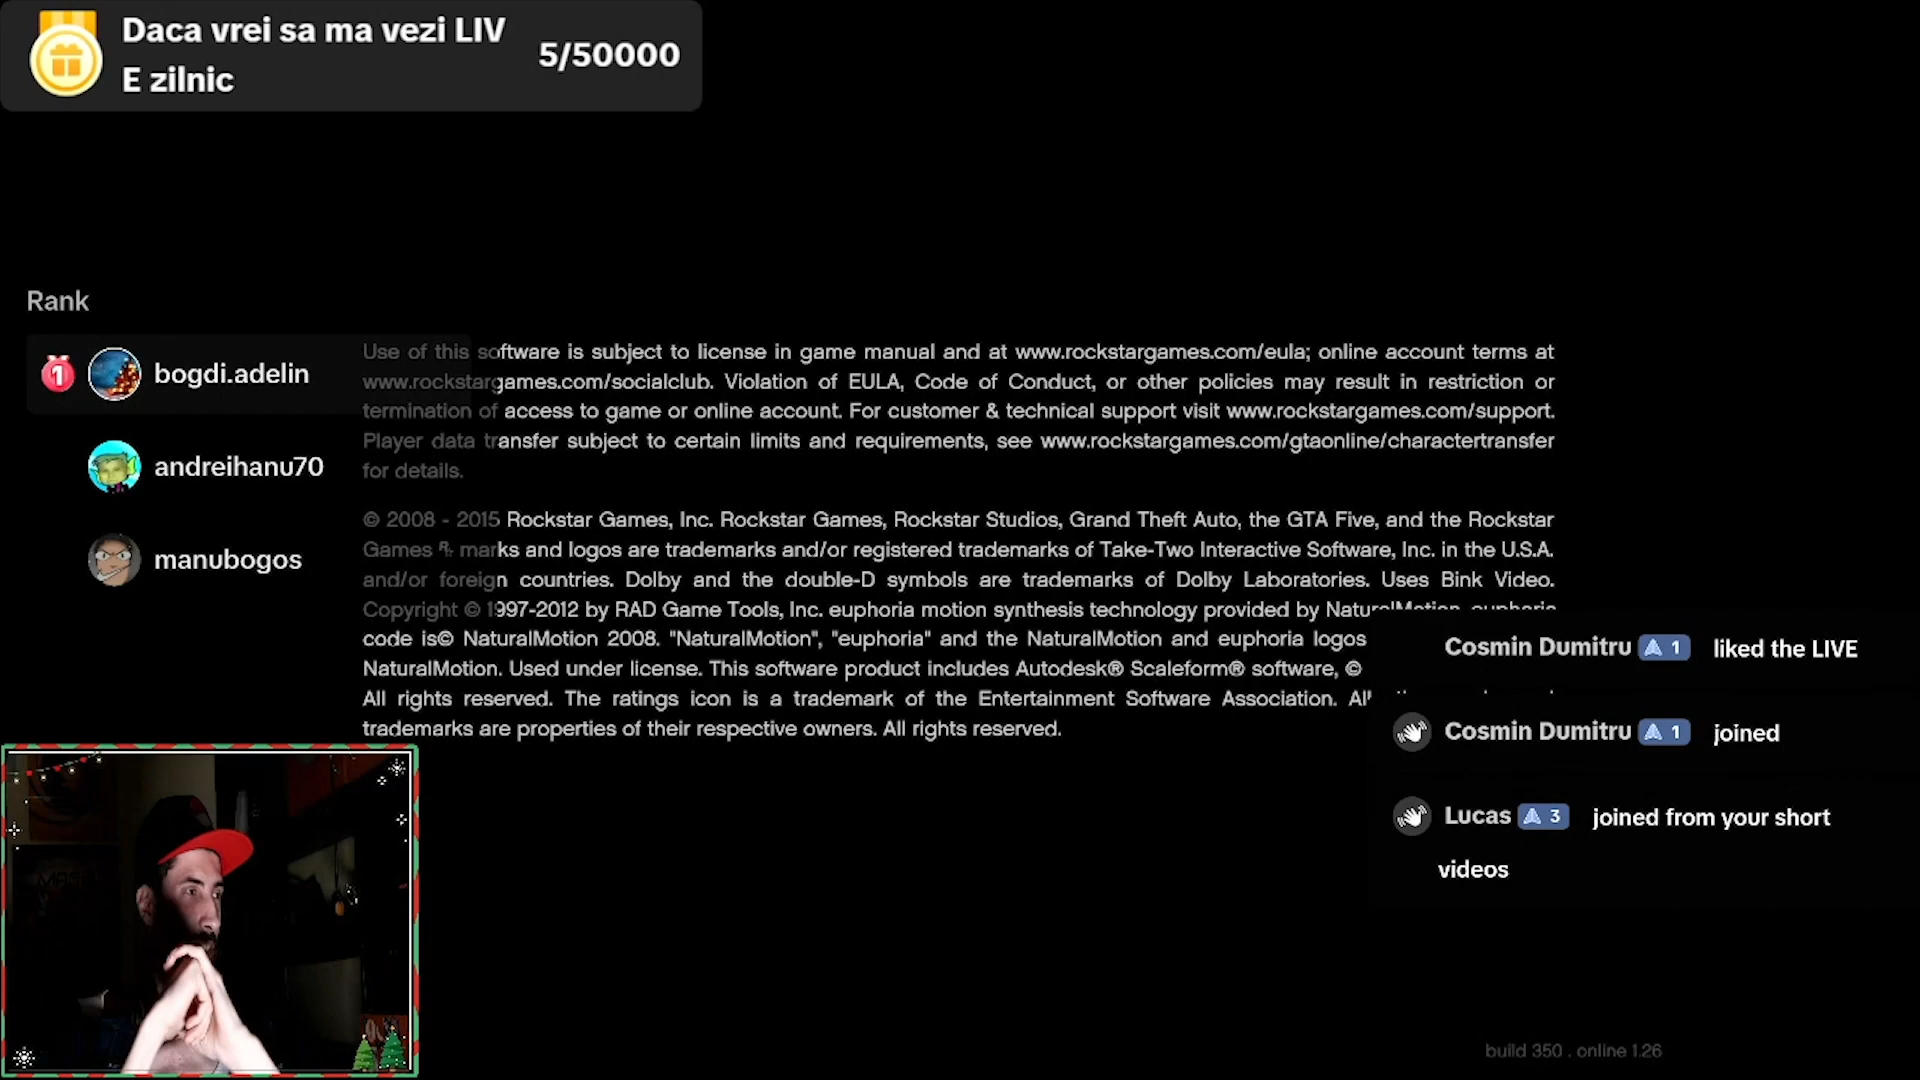 Daca vrei sa ma vezi LIV
E zilnic
5/50000
Rank
1
bogdi.adelin
andreihanu70
manubogos
Use of this software is subject to license in game manual and at www.rockstargames.com/eula; online account terms at
www.rockstargames.com/socialclub. Violation of EULA, Code of Conduct, or other policies may result in restriction or
termination of access to game or online account. For customer & technical support visit www.rockstargames.com/support.
Player data transfer subject to certain limits and requirements, see www.rockstargames.com/gtaonline/charactertransfer
for details.
© 2008 - 2015 Rockstar Games, Inc. Rockstar Games, Rockstar Studios, Grand Theft Auto, the GTA Five, and the Rockstar
Games R* marks and logos are trademarks and/or registered trademarks of Take-Two Interactive Software, Inc. in the U.S.A.
and/or foreign countries. Dolby and the double-D symbols are trademarks of Dolby Laboratories. Uses Bink Video.
Copyright © 1997-2012 by RAD Game Tools, Inc. euphoria motion synthesis technology provided by NaturalMotion. euphoria
code is© NaturalMotion 2008. "NaturalMotion", "euphoria" and the NaturalMotion and euphoria logos
NaturalMotion. Used under license. This software product includes Autodesk® Scaleform® software, ©
All rights reserved. The ratings icon is a trademark of the Entertainment Software Association. All
trademarks are properties of their respective owners. All rights reserved.
Cosmin Dumitru 1 liked the LIVE
Cosmin Dumitru 1 joined
Lucas 3 joined from your short
videos
build 350 . online 1.26